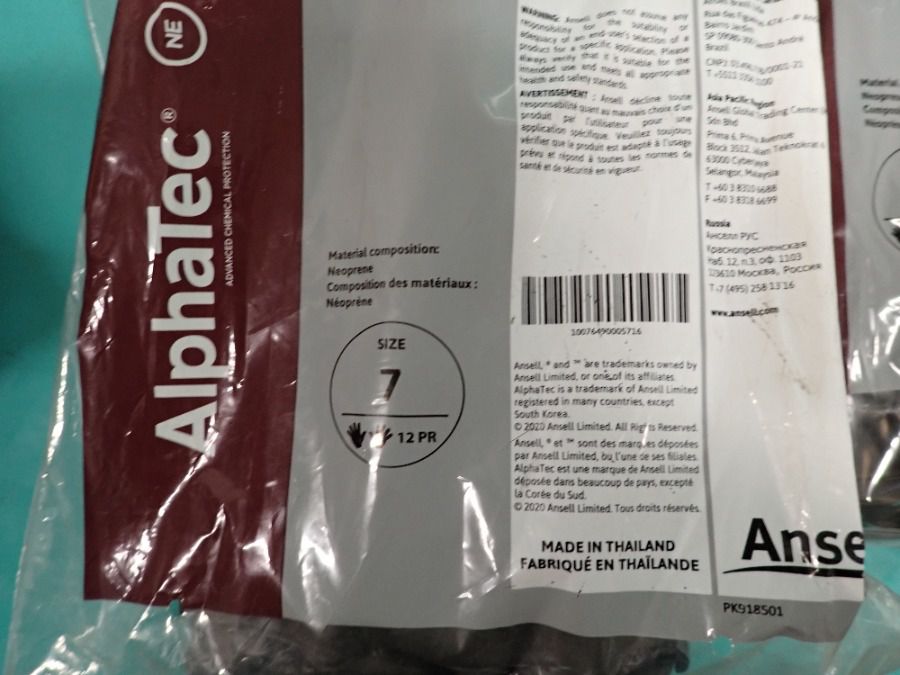 NE
AlphaTec®
ADVANCED CHEMICAL PROTECTION
Material composition:
Neoprene
Composition des matériaux :
Néoprène
SIZE
7
12 PR
WARNING: Ansell does not assume any
responsibility for the suitability or
adequacy of an end user's selection of a
product for a specific application. Please
always verify that it is suitable for the
intended use and meets all appropriate
health and safety standards.
AVERTISSEMENT : Ansell décline toute
responsabilité quant au mauvais choix d'un
produit par l'utilisateur pour une
application spécifique. Veuillez toujours
vérifier que le produit est adapté à l'usage
prévu et répond à toutes les normes de
santé et de sécurité en vigueur.
10076490005716
Ansell, ® and ™ are trademarks owned by
Ansell Limited, or one of its affiliates.
AlphaTec is a trademark of Ansell Limited
registered in many countries, except
South Korea.
© 2020 Ansell Limited. All Rights Reserved.
Ansell, ® et ™ sont des marques déposées
par Ansell Limited, ou l'une de ses filiales.
AlphaTec est une marque de Ansell Limited
déposée dans beaucoup de pays, excepté
la Corée du Sud.
© 2020 Ansell Limited. Tous droits réservés.
MADE IN THAILAND
FABRIQUÉ EN THAÏLANDE
Brazil
Asia Pacific Region
Ansell Global Trading Center
Sdn Bhd
Prima 6, Prima Avenue
Block 3512, Jalan Teknokrat 6
63000 Cyberjaya
Selangor, Malaysia
T +60 3 8310 6688
F +60 3 8318 6699
Russia
Анселл РУС
Краснопресненская
наб. 12, п.3, оф. 1103
123610 Москва, Россия
T +7 (495) 258 13 16
www.ansell.com
Anse
PK918501
Material